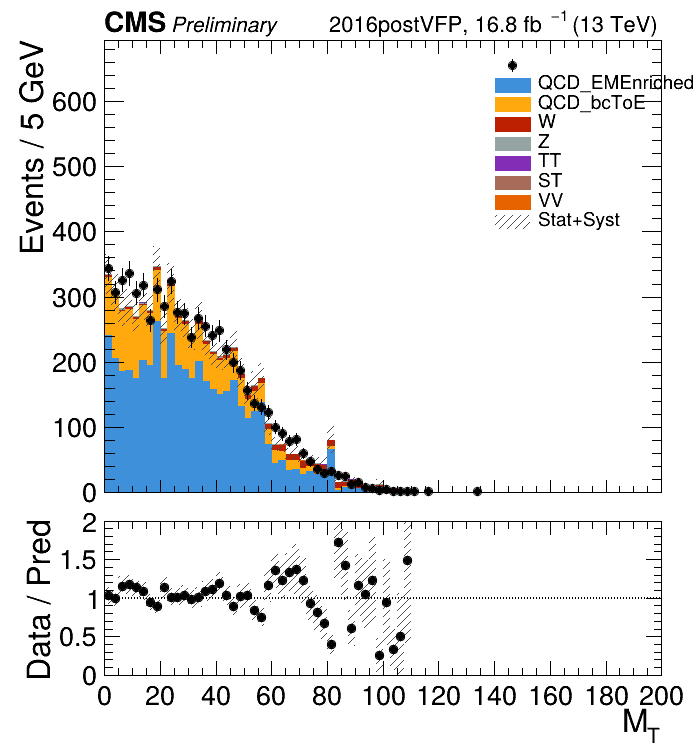 CMS Preliminary 2016postVFP, 16.8 fb⁻¹ (13 TeV)
Events / 5 GeV
600
500
400
300
200
100
0
QCD_EMEnriched
QCD_bcToE
W
Z
TT
ST
VV
Stat+Syst
Data / Pred
2
1.5
1
0.5
0
0 20 40 60 80 100 120 140 160 180 200
M_T